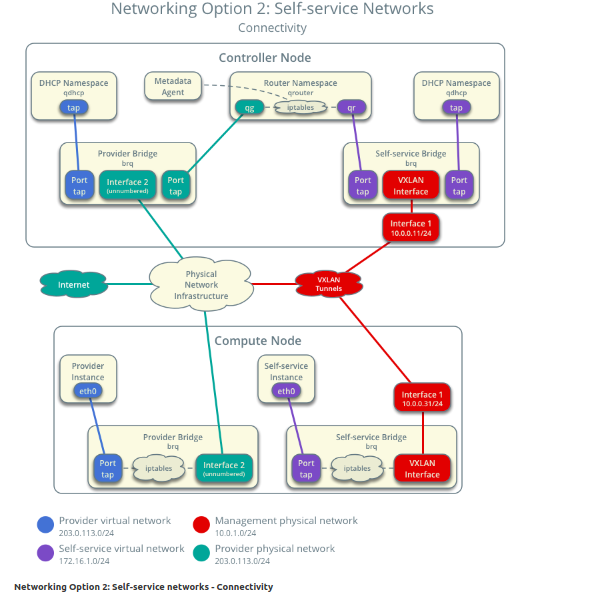 Networking Option 2: Self-service Networks
Connectivity
Controller Node
DHCP Namespace
qdhcp
tap
Metadata
Agent
Router Namespace
qrouter
qg
iptables
qr
DHCP Namespace
qdhcp
tap
Provider Bridge
brq
Port
tap
Interface 2
(unnumbered)
Port
tap
Self-service Bridge
brq
Port
tap
VXLAN
Interface
Port
tap
Interface 1
10.0.0.11/24
Internet
Physical
Network
Infrastructure
VXLAN
Tunnels
Compute Node
Provider
Instance
eth0
Self-service
Instance
eth0
Interface 1
10.0.0.31/24
Provider Bridge
brq
Port
tap
iptables
Interface 2
(unnumbered)
Self-service Bridge
brq
Port
tap
iptables
VXLAN
Interface
Provider virtual network
203.0.113.0/24
Management physical network
10.0.1.0/24
Self-service virtual network
172.16.1.0/24
Provider physical network
203.0.113.0/24
Networking Option 2: Self-service networks - Connectivity